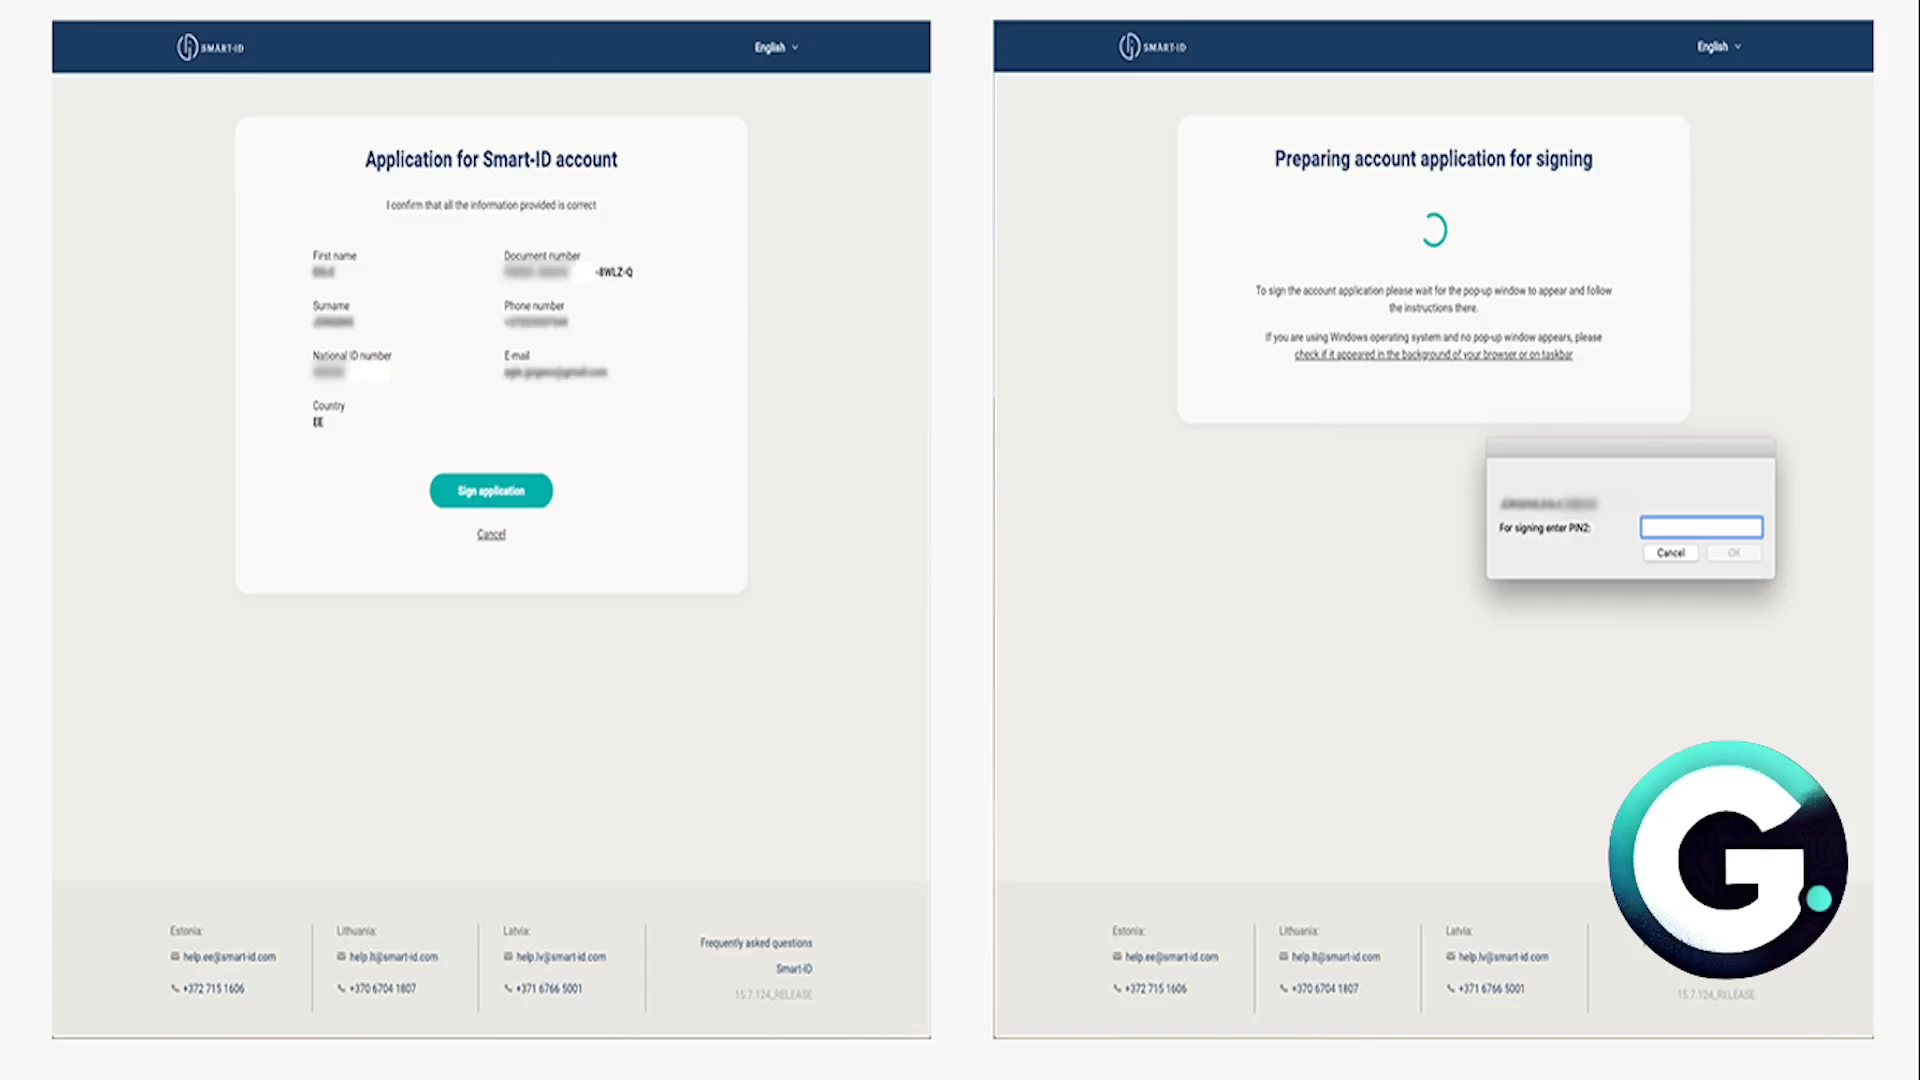 SMART-ID
English
Application for Smart-ID account
I confirm that all the information provided is correct
First name
Document number
-8WLZ-Q
Surname
Phone number
National ID number
E-mail
Country
EE
Sign application
Cancel
Estonia:
help.ee@smart-id.com
+372 715 1606
Lithuania:
help.lt@smart-id.com
+370 6704 1807
Latvia:
help.lv@smart-id.com
+371 6766 5001
Frequently asked questions
Smart-ID
15.7.124_RELEASE
SMART-ID
English
Preparing account application for signing
To sign the account application please wait for the pop-up window to appear and follow
the instructions there.
If you are using Windows operating system and no pop-up window appears, please
check if it appeared in the background of your browser or on taskbar
For signing enter PIN2:
Cancel
OK
Estonia:
help.ee@smart-id.com
+372 715 1606
Lithuania:
help.lt@smart-id.com
+370 6704 1807
Latvia:
help.lv@smart-id.com
+371 6766 5001
15.7.124_RELEASE
G